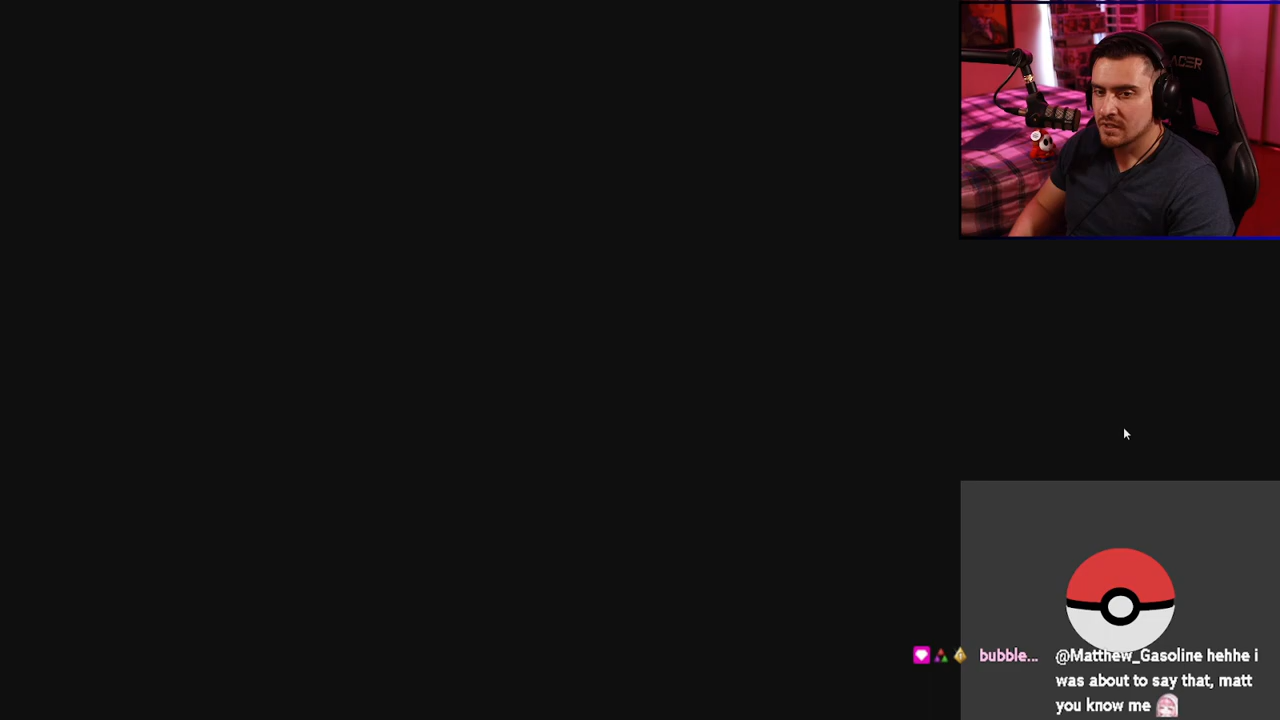 bubble... @Matthew_Gasoline hehhe i
was about to say that, matt
you know me